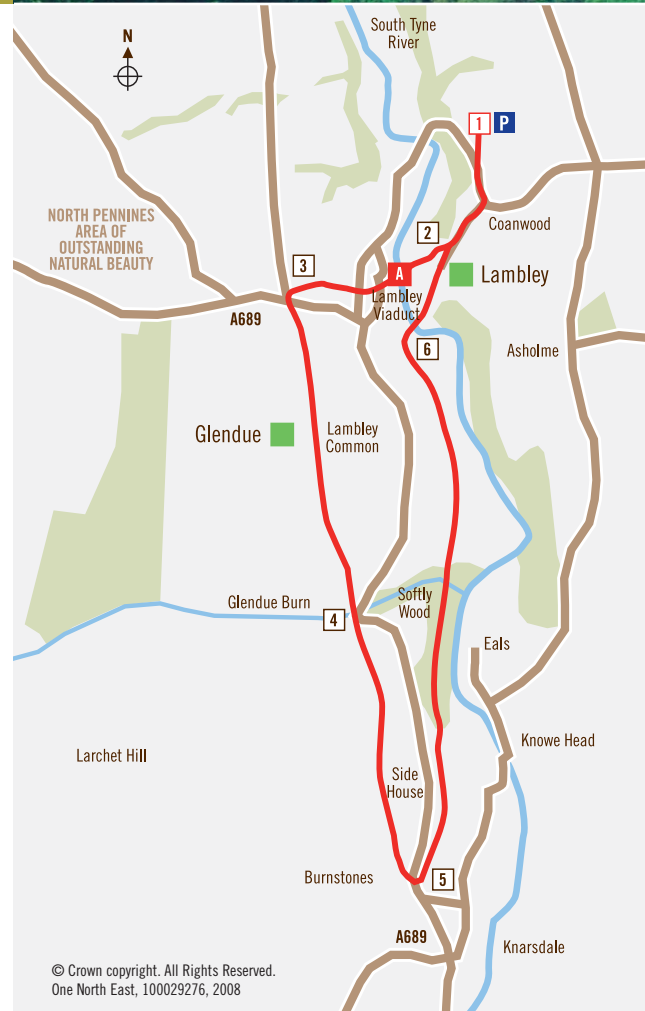 N
South Tyne
River
1 P
NORTH PENNINES
AREA OF
OUTSTANDING
NATURAL BEAUTY
Coanwood
2
3
A
Lambley
Lambley
Viaduct
A689
6
Asholme
Glendue
Lambley
Common
Glendue Burn
Softly
Wood
4
Eals
Larchet Hill
Knowe Head
Side
House
Burnstones
5
A689
Knarsdale
© Crown copyright. All Rights Reserved.
One North East, 100029276, 2008